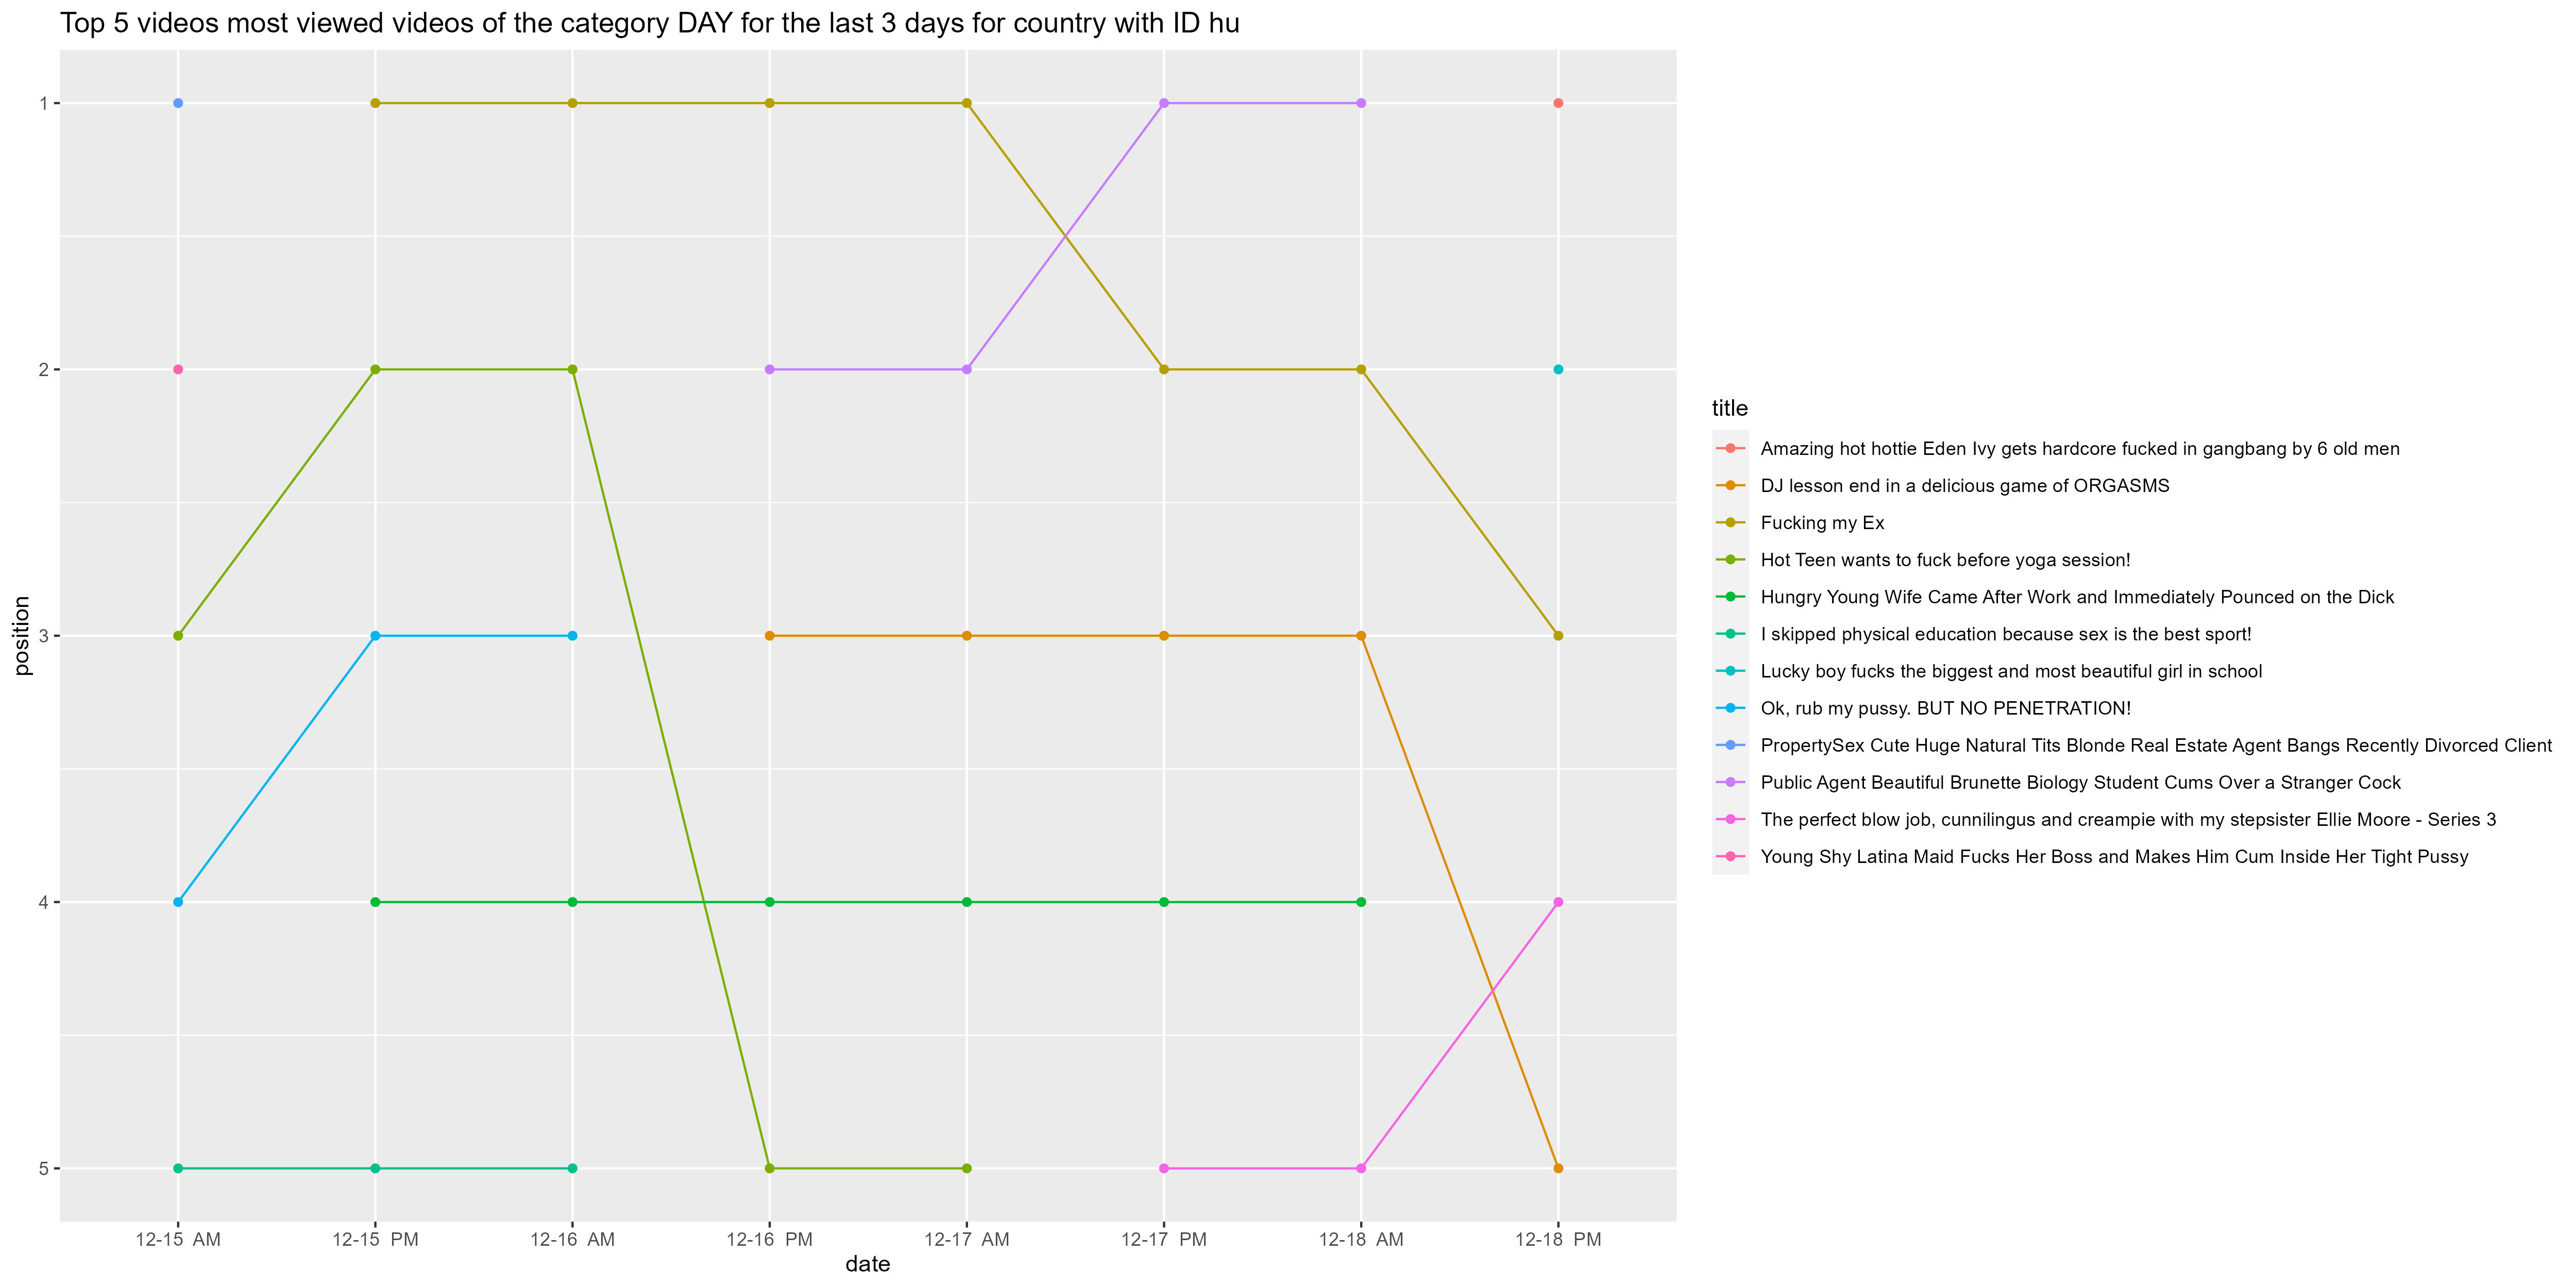 Top 5 videos most viewed videos of the category DAY for the last 3 days for country with ID hu
position
1
2
3
4
5
12-15 AM
12-15 PM
12-16 AM
12-16 PM
12-17 AM
12-17 PM
12-18 AM
12-18 PM
date
title
Amazing hot hottie Eden Ivy gets hardcore fucked in gangbang by 6 old men
DJ lesson end in a delicious game of ORGASMS
Fucking my Ex
Hot Teen wants to fuck before yoga session!
Hungry Young Wife Came After Work and Immediately Pounced on the Dick
I skipped physical education because sex is the best sport!
Lucky boy fucks the biggest and most beautiful girl in school
Ok, rub my pussy. BUT NO PENETRATION!
PropertySex Cute Huge Natural Tits Blonde Real Estate Agent Bangs Recently Divorced Client
Public Agent Beautiful Brunette Biology Student Cums Over a Stranger Cock
The perfect blow job, cunnilingus and creampie with my stepsister Ellie Moore - Series 3
Young Shy Latina Maid Fucks Her Boss and Makes Him Cum Inside Her Tight Pussy